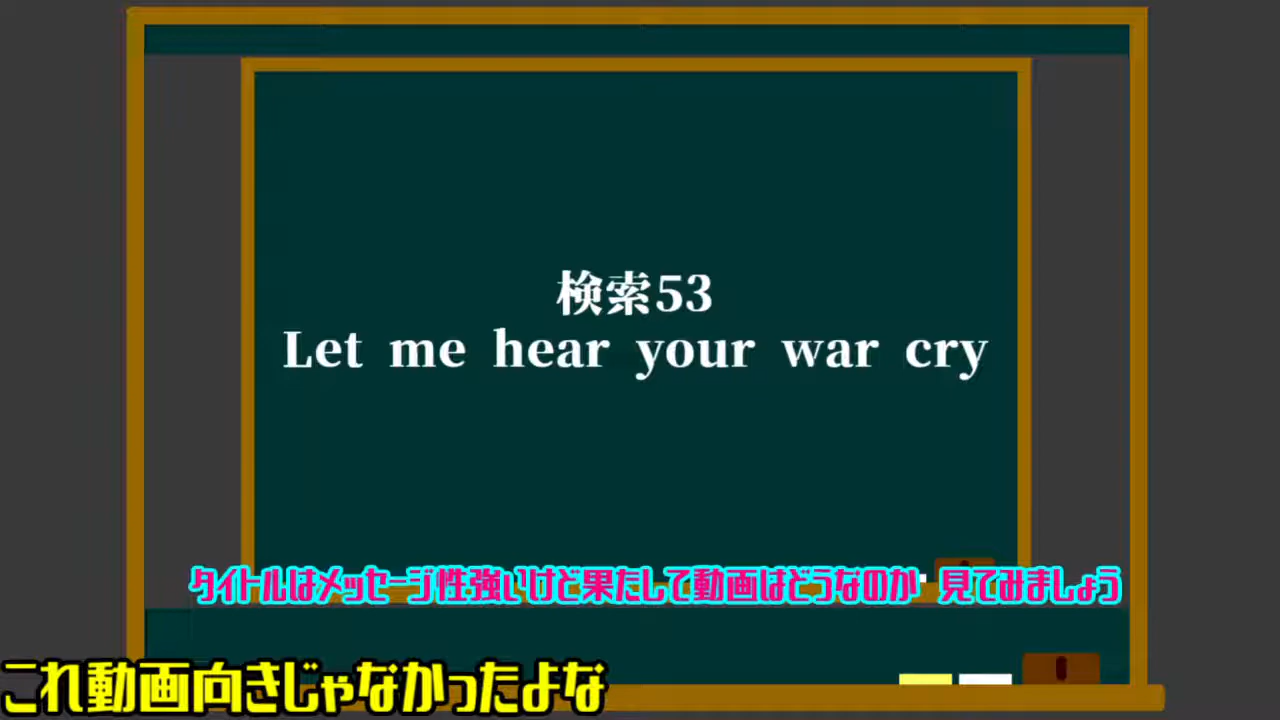 検索53
Let me hear your war cry
タイトルはメッセージ性強いけど果たして動画はどうなのか 見てみましょう
これ動画向きじゃなかったよな